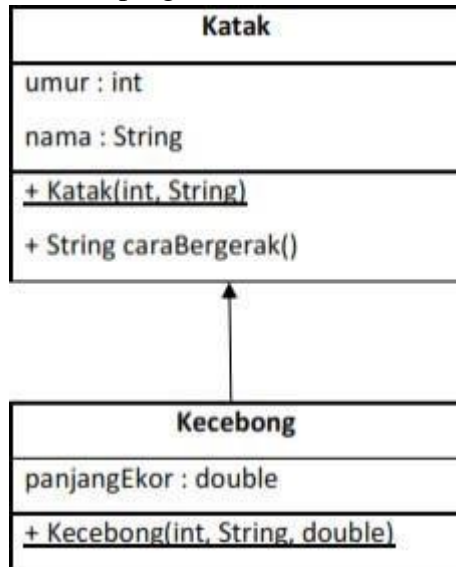 Katak
umur : int
nama : String
+ Katak(int, String)
+ String caraBergerak()
Kecebong
panjangEkor : double
+ Kecebong(int, String, double)